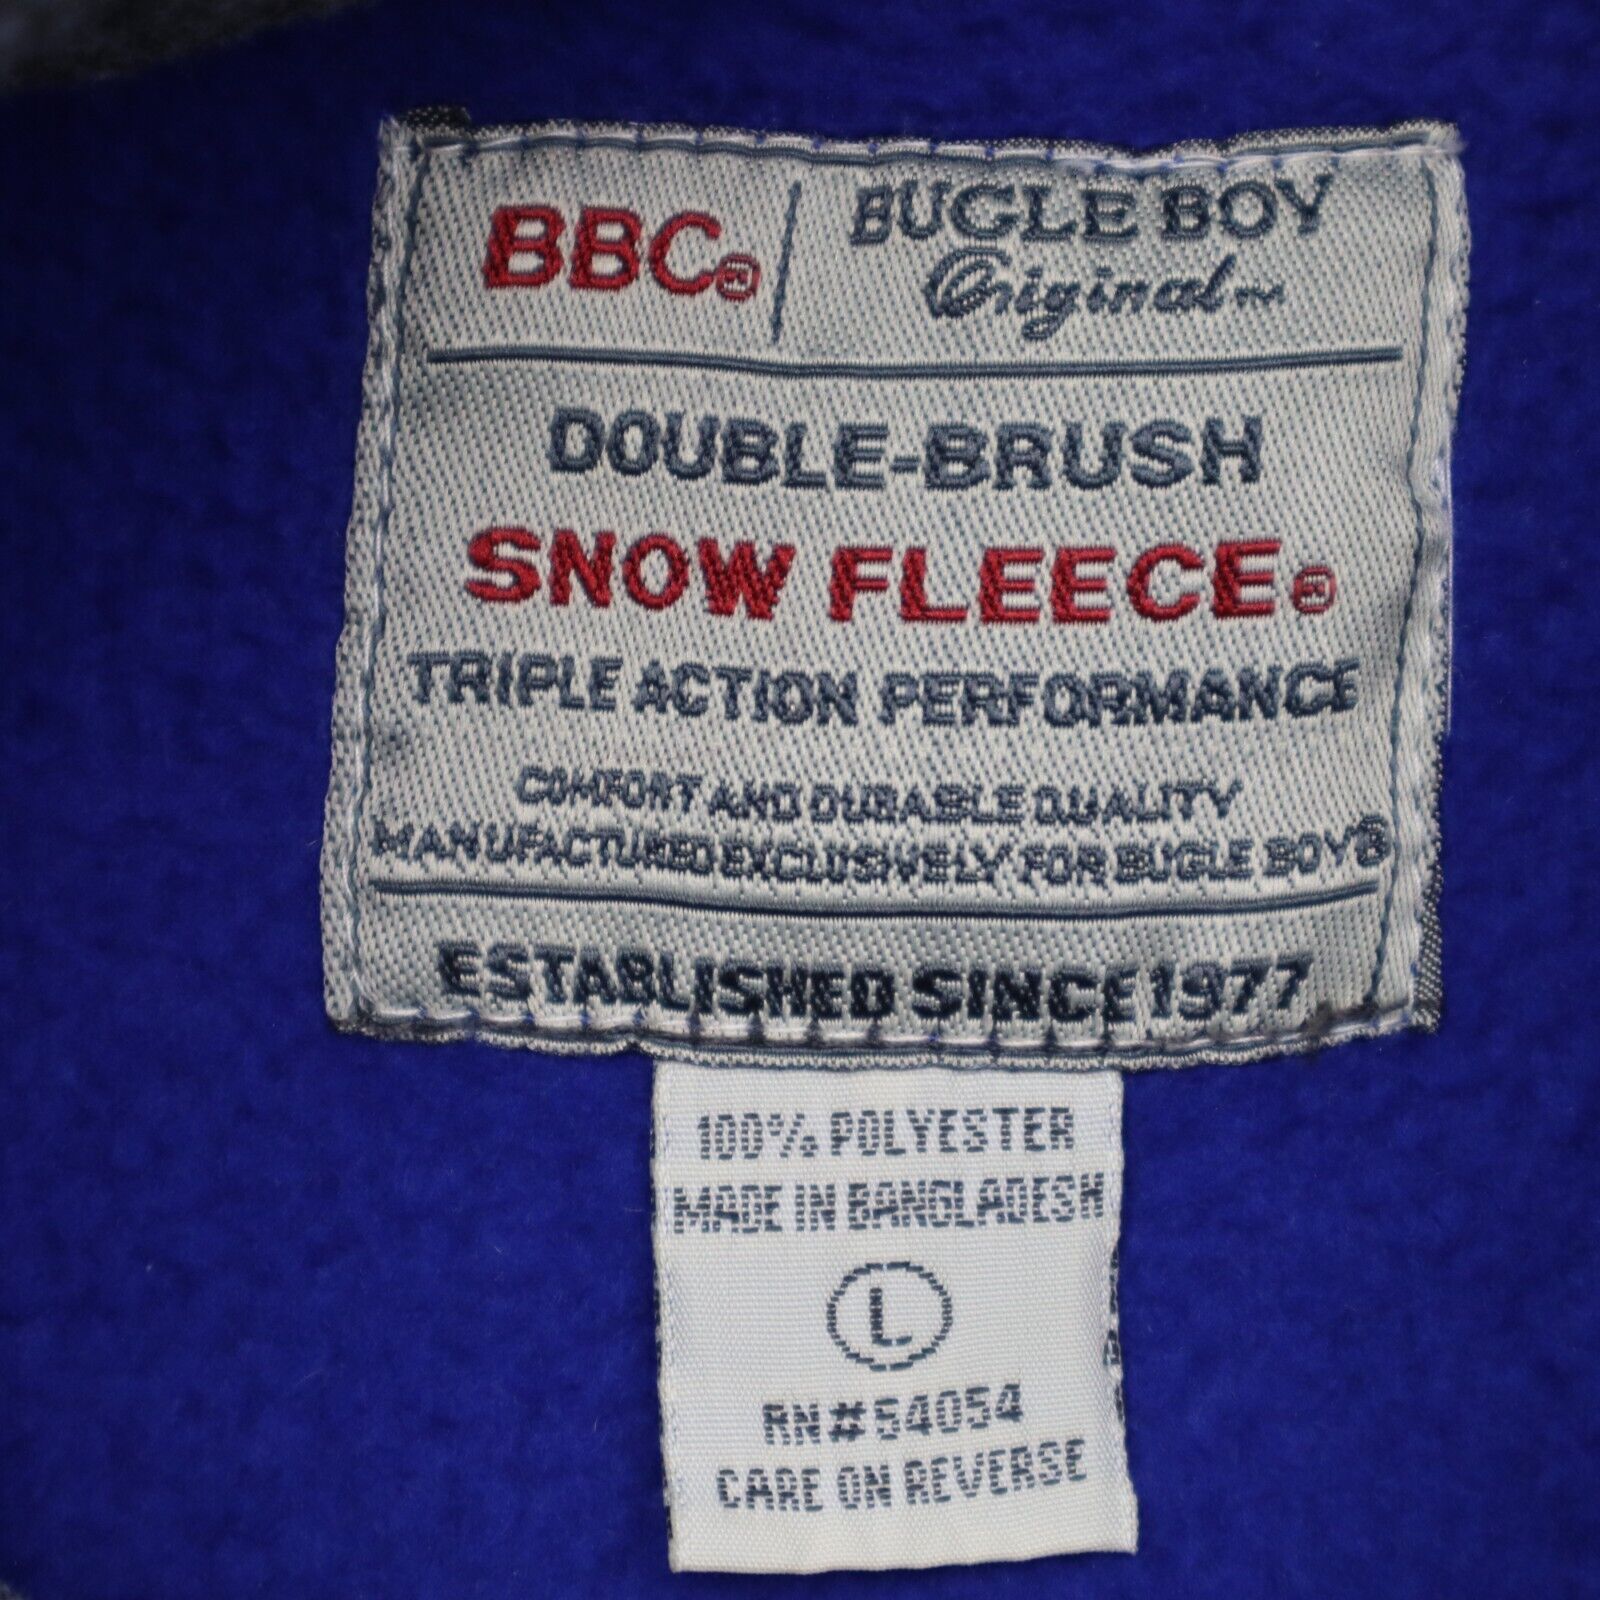 BBC® | BUGLE BOY
Original™
DOUBLE-BRUSH
SNOW FLEECE®
TRIPLE ACTION PERFORMANCE
COMFORT AND DURABLE QUALITY
MANUFACTURED EXCLUSIVELY FOR BUGLE BOY®
ESTABLISHED SINCE 1977
100% POLYESTER
MADE IN BANGLADESH
L
RN#54054
CARE ON REVERSE